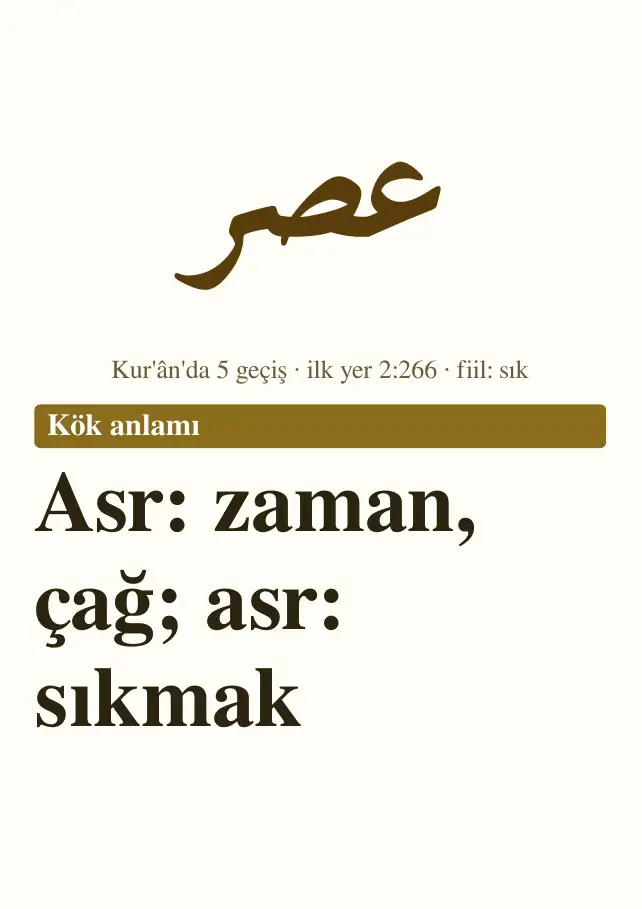 عصر
Kur'ân'da 5 geçiş · ilk yer 2:266 · fiil: sık
Kök anlamı
Asr: zaman,
çağ; asr:
sıkmak